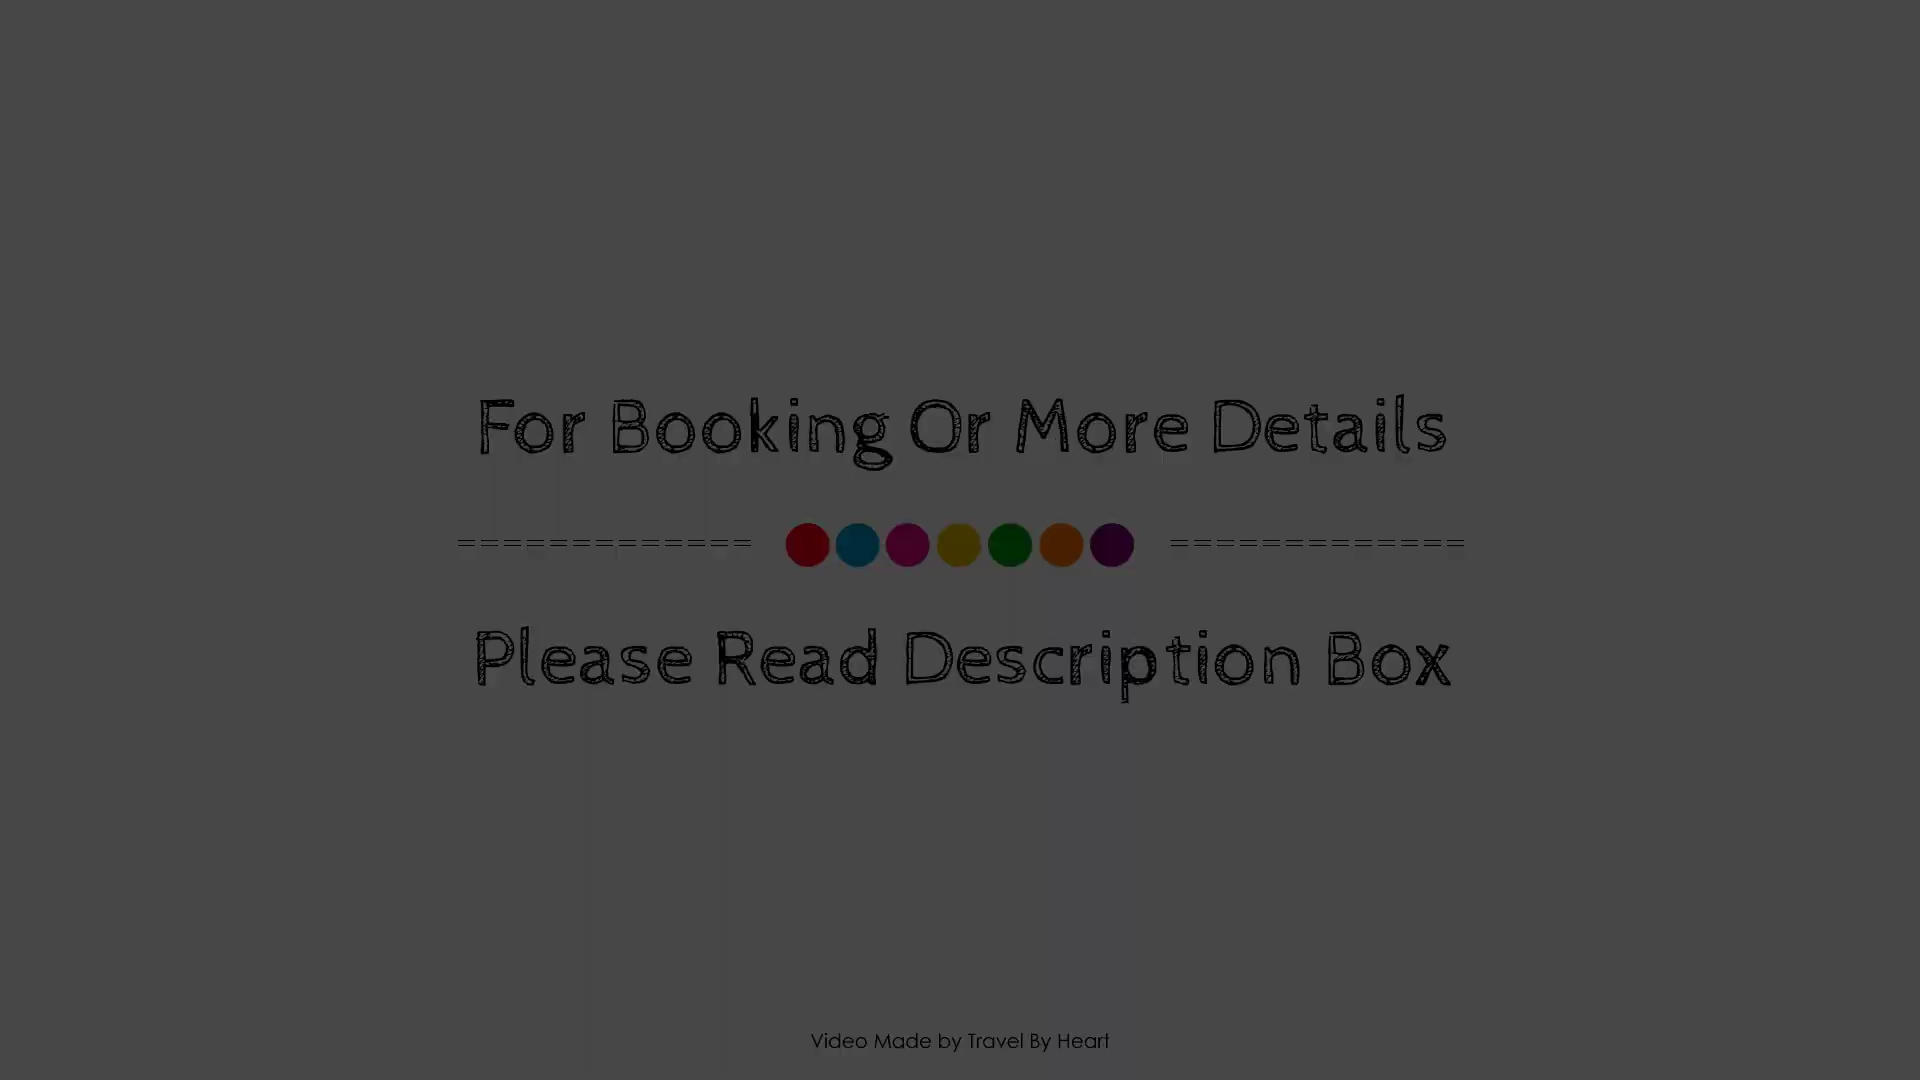 For Booking Or More Details
============= =============
Please Read Description Box
Video Made by Travel By Heart